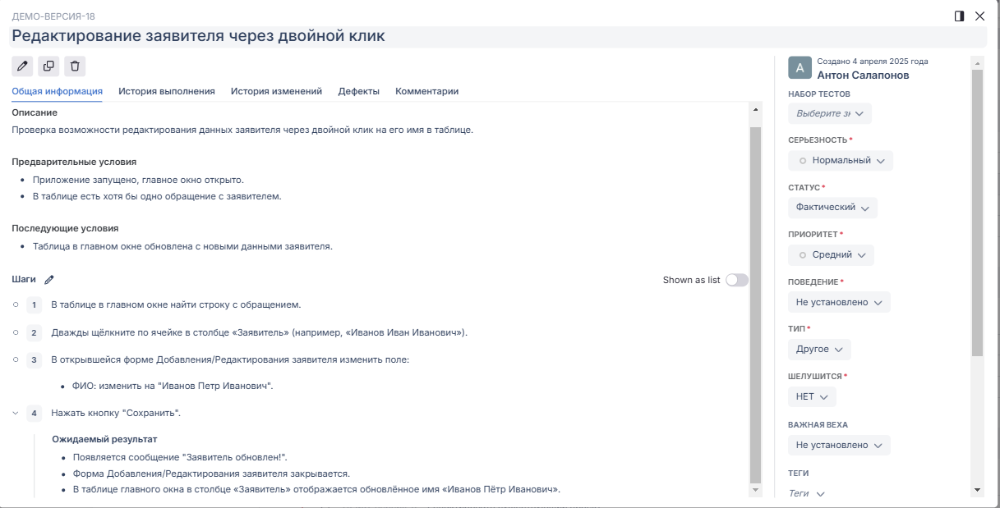 ДЕМО-ВЕРСИЯ-18
Редактирование заявителя через двойной клик
Общая информация История выполнения История изменений Дефекты Комментарии
Описание
Проверка возможности редактирования данных заявителя через двойной клик на его имя в таблице.
Предварительные условия
• Приложение запущено, главное окно открыто.
• В таблице есть хотя бы одно обращение с заявителем.
Последующие условия
• Таблица в главном окне обновлена с новыми данными заявителя.
Шаги
Shown as list
1 В таблице в главном окне найти строку с обращением.
2 Дважды щёлкните по ячейке в столбце «Заявитель» (например, «Иванов Иван Иванович»).
3 В открывшейся форме Добавления/Редактирования заявителя изменить поле:
• ФИО: изменить на "Иванов Петр Иванович".
4 Нажать кнопку "Сохранить".
Ожидаемый результат
• Появляется сообщение "Заявитель обновлен!".
• Форма Добавления/Редактирования заявителя закрывается.
• В таблице главного окна в столбце «Заявитель» отображается обновлённое имя «Иванов Пётр Иванович».
А
Создано 4 апреля 2025 года
Антон Салапонов
НАБОР ТЕСТОВ
Выберите
СЕРЬЕЗНОСТЬ*
Нормальный
СТАТУС*
Фактический
ПРИОРИТЕТ*
Средний
ПОВЕДЕНИЕ*
Не установлено
ТИП*
Другое
ШЕЛУШИТСЯ*
НЕТ
ВАЖНАЯ ВЕХА
Не установлено
ТЕГИ
Теги